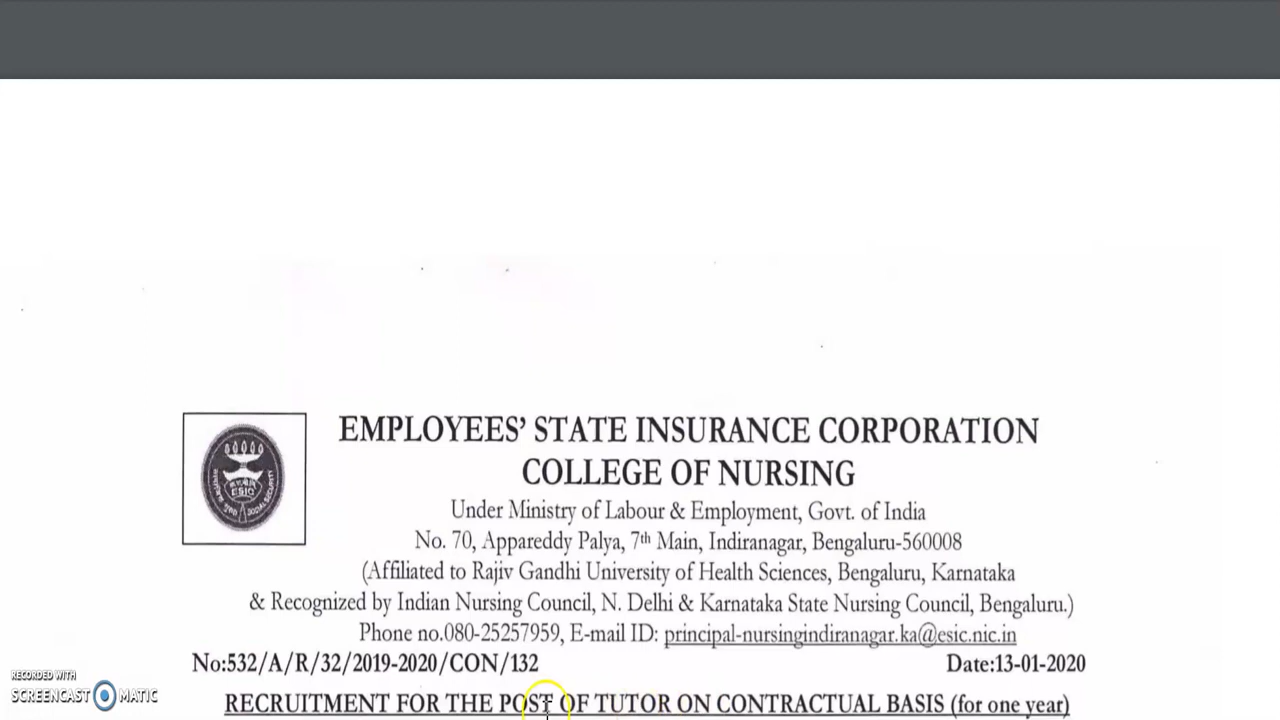 EMPLOYEES' STATE INSURANCE CORPORATION
COLLEGE OF NURSING
Under Ministry of Labour & Employment, Govt. of India
No. 70, Appareddy Palya, 7th Main, Indiranagar, Bengaluru-560008
(Affiliated to Rajiv Gandhi University of Health Sciences, Bengaluru, Karnataka
& Recognized by Indian Nursing Council, N. Delhi & Karnataka State Nursing Council, Bengaluru.)
Phone no.080-25257959, E-mail ID: principal-nursingindiranagar.ka@esic.nic.in
No:532/A/R/32/2019-2020/CON/132 Date:13-01-2020
RECRUITMENT FOR THE POST OF TUTOR ON CONTRACTUAL BASIS (for one year)
ESIC
SOCIAL SECURITY
RECORDED WITH
SCREENCAST MATIC